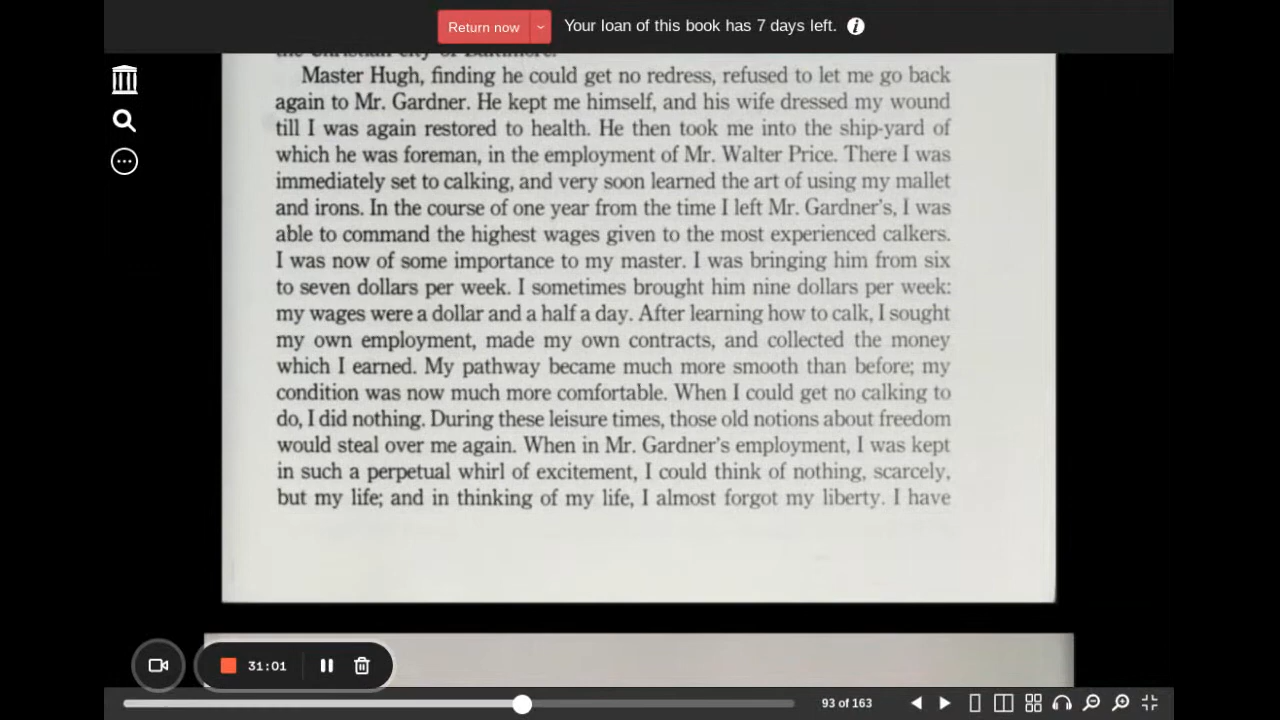 Return now
Your loan of this book has 7 days left.
the Christian city of Baltimore.
Master Hugh, finding he could get no redress, refused to let me go back
again to Mr. Gardner. He kept me himself, and his wife dressed my wound
till I was again restored to health. He then took me into the ship-yard of
which he was foreman, in the employment of Mr. Walter Price. There I was
immediately set to calking, and very soon learned the art of using my mallet
and irons. In the course of one year from the time I left Mr. Gardner's, I was
able to command the highest wages given to the most experienced calkers.
I was now of some importance to my master. I was bringing him from six
to seven dollars per week. I sometimes brought him nine dollars per week:
my wages were a dollar and a half a day. After learning how to calk, I sought
my own employment, made my own contracts, and collected the money
which I earned. My pathway became much more smooth than before; my
condition was now much more comfortable. When I could get no calking to
do, I did nothing. During these leisure times, those old notions about freedom
would steal over me again. When in Mr. Gardner's employment, I was kept
in such a perpetual whirl of excitement, I could think of nothing, scarcely,
but my life; and in thinking of my life, I almost forgot my liberty. I have
31:01
93 of 163